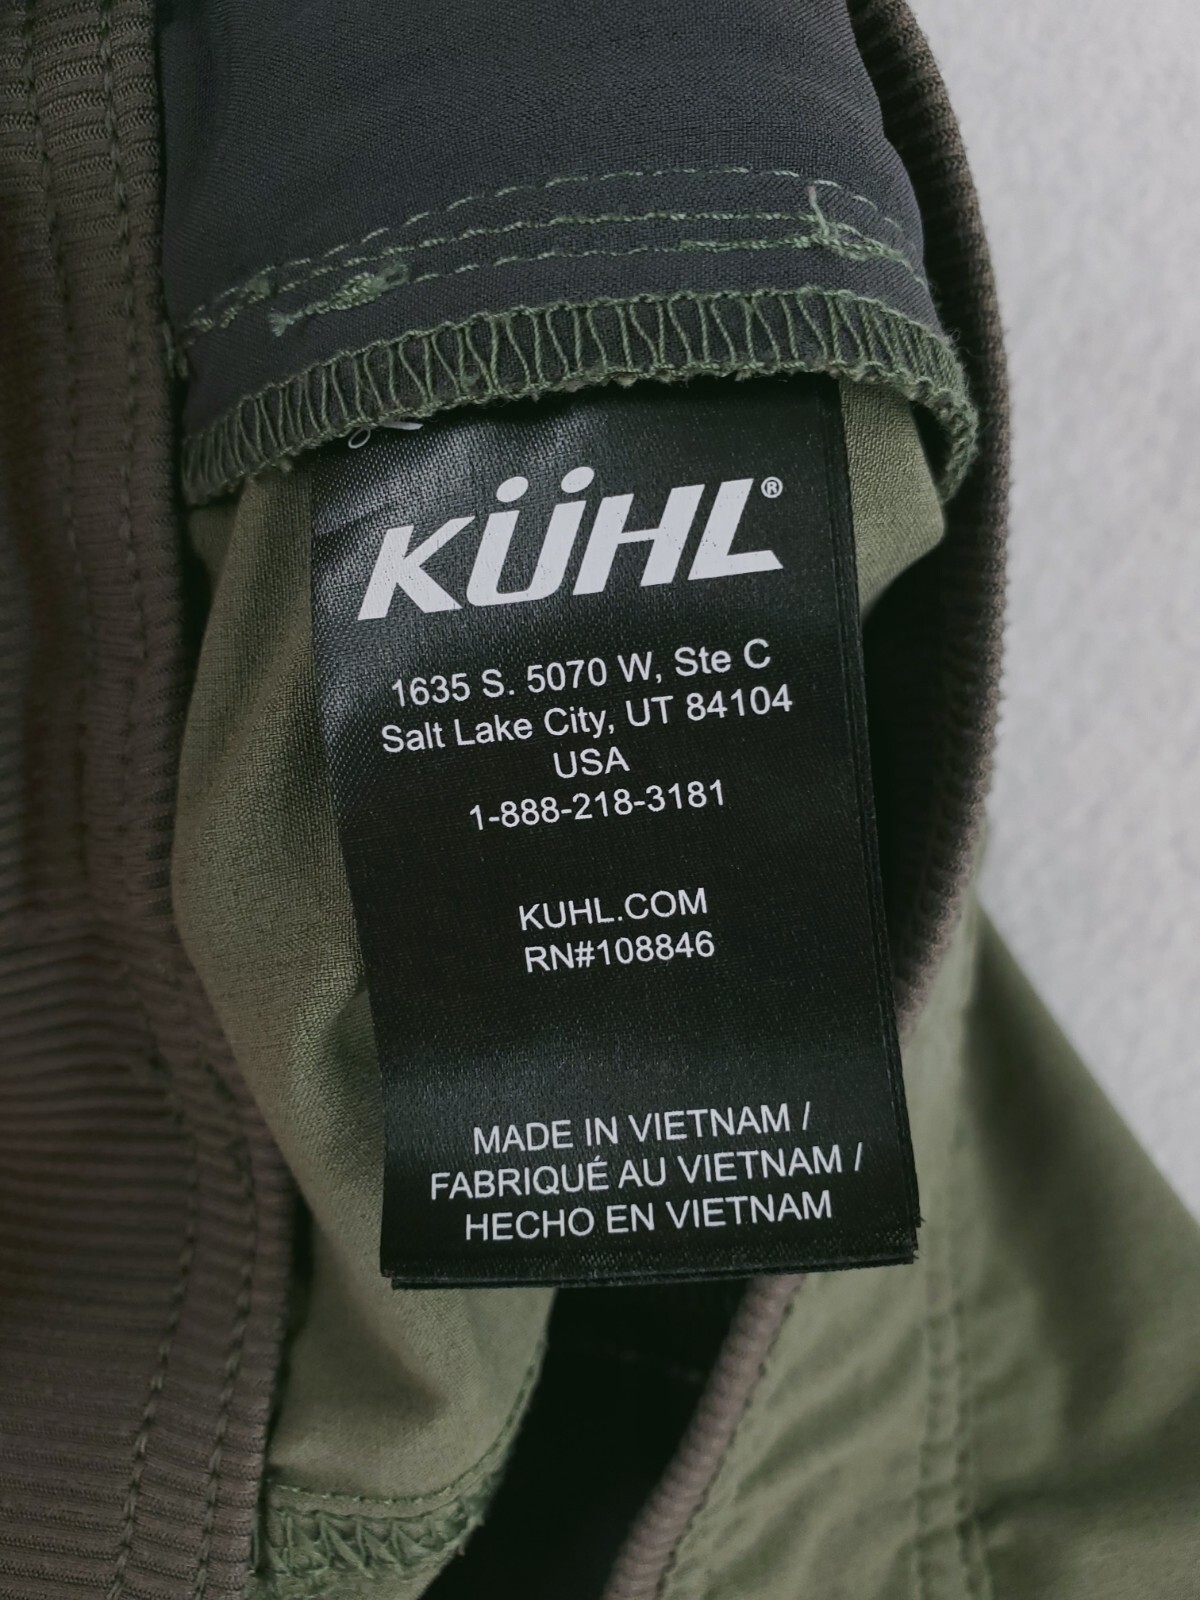 KÜHL®
1635 S. 5070 W, Ste C
Salt Lake City, UT 84104
USA
1-888-218-3181
KUHL.COM
RN#108846
MADE IN VIETNAM /
FABRIQUÉ AU VIETNAM /
HECHO EN VIETNAM